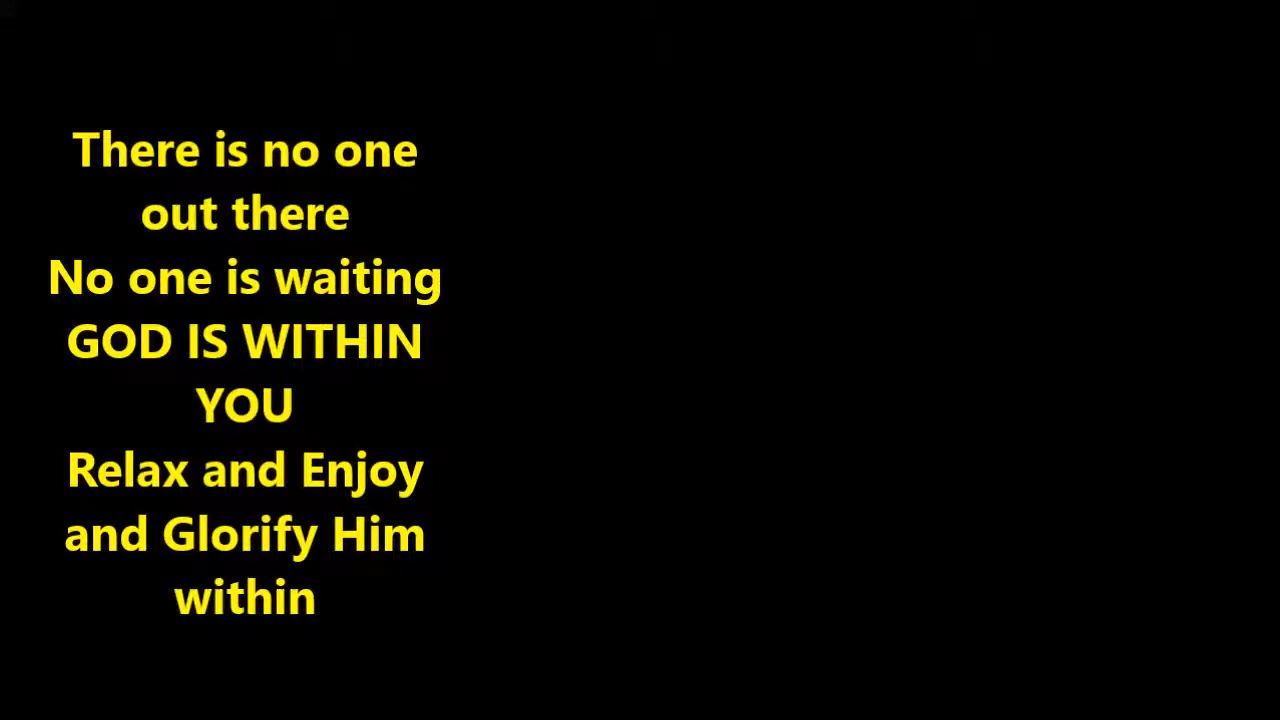 There is no one
out there
No one is waiting
GOD IS WITHIN
YOU
Relax and Enjoy
and Glorify Him
within